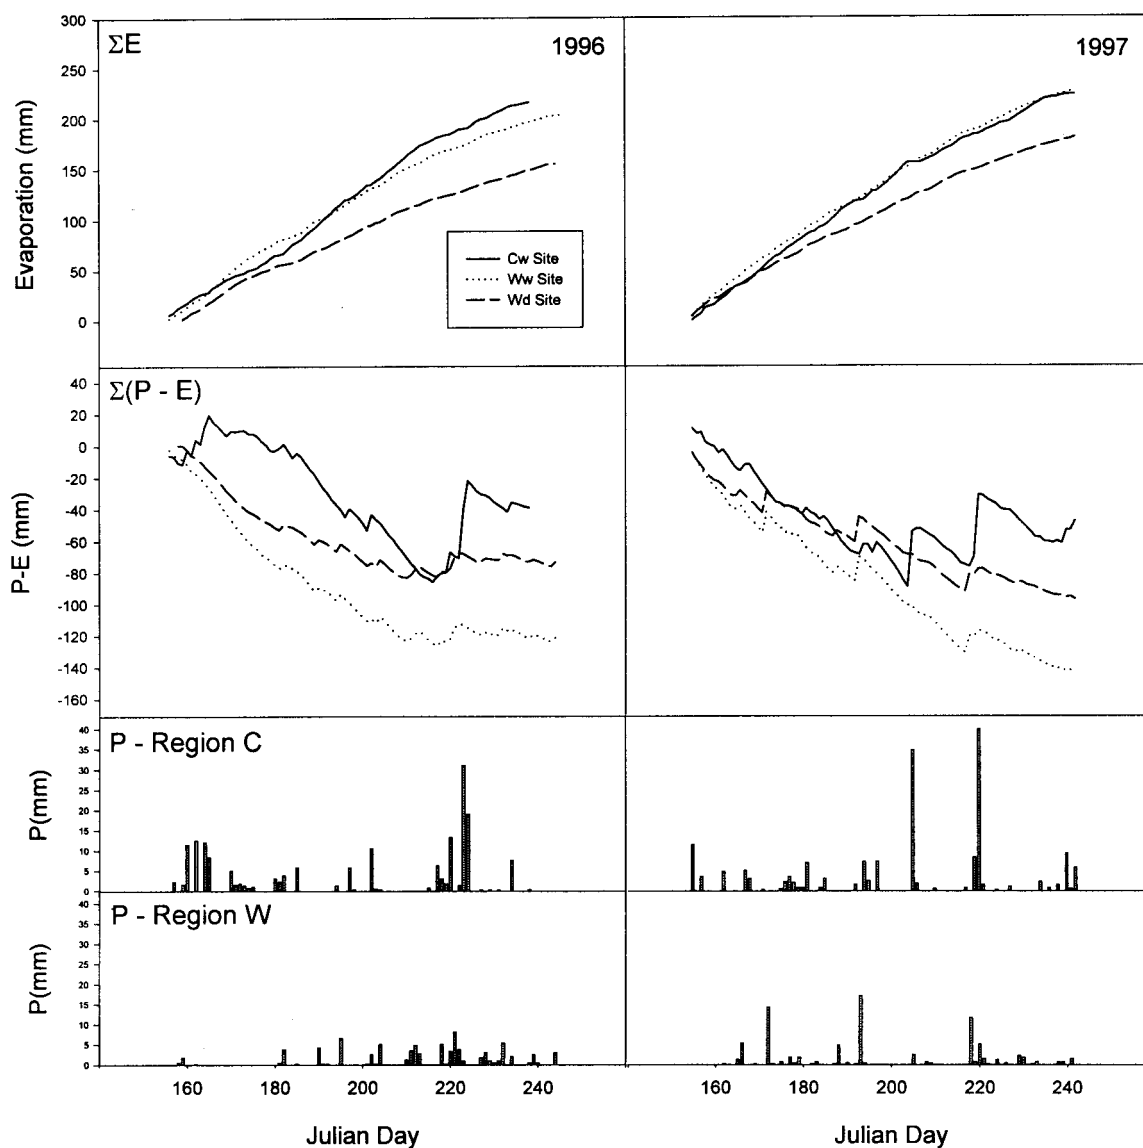 ΣE
1996
1997
Evaporation (mm)
300
250
200
150
100
50
0
Cw Site
Ww Site
Wd Site
Σ(P - E)
P-E (mm)
40
20
0
-20
-40
-60
-80
-100
-120
-140
-160
P - Region C
P(mm)
40
35
30
25
20
15
10
5
0
P - Region W
P(mm)
40
35
30
25
20
15
10
5
0
160 180 200 220 240
160 180 200 220 240
Julian Day
Julian Day